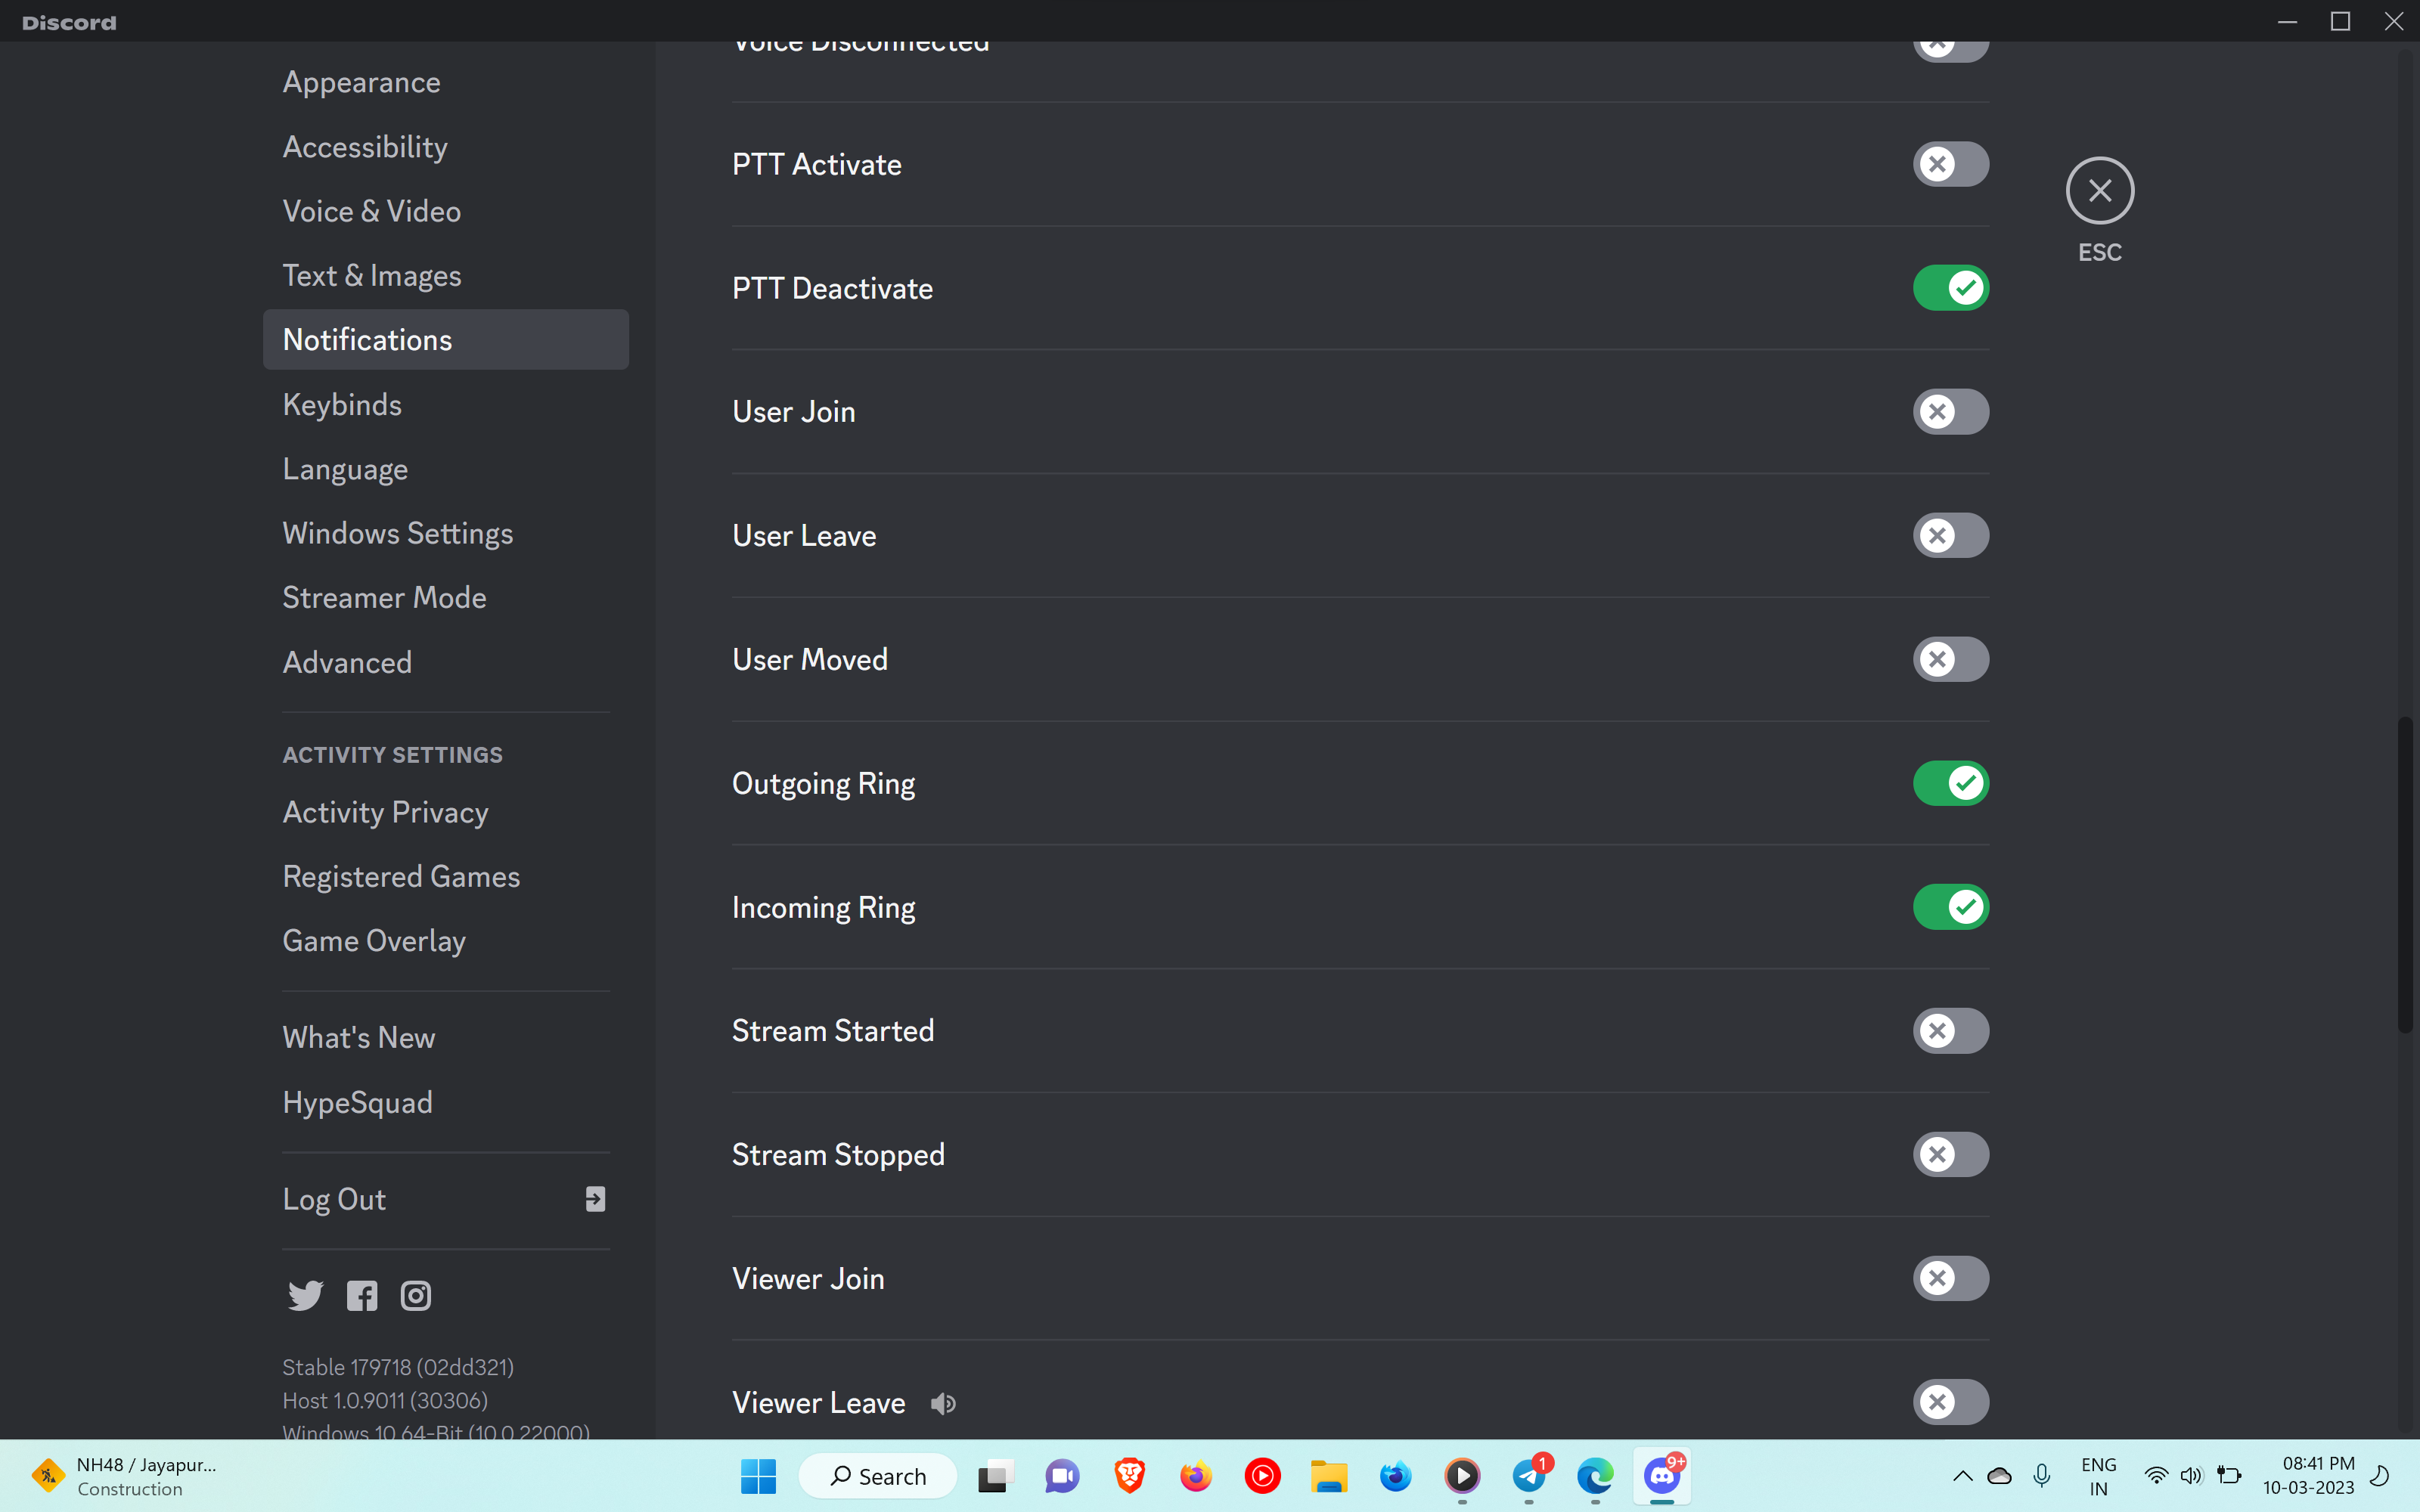 Discord
Appearance
Accessibility
Voice & Video
Text & Images
Notifications
Keybinds
Language
Windows Settings
Streamer Mode
Advanced
ACTIVITY SETTINGS
Activity Privacy
Registered Games
Game Overlay
What's New
HypeSquad
Log Out
Stable 179718 (02dd321)
Host 1.0.9011 (30306)
Windows 10 64-Bit (10.0.22000)
Voice Disconnected
PTT Activate
PTT Deactivate
User Join
User Leave
User Moved
Outgoing Ring
Incoming Ring
Stream Started
Stream Stopped
Viewer Join
Viewer Leave
ESC
NH48 / Jayapur...
Construction
Search
1
9+
ENG
IN
08:41 PM
10-03-2023